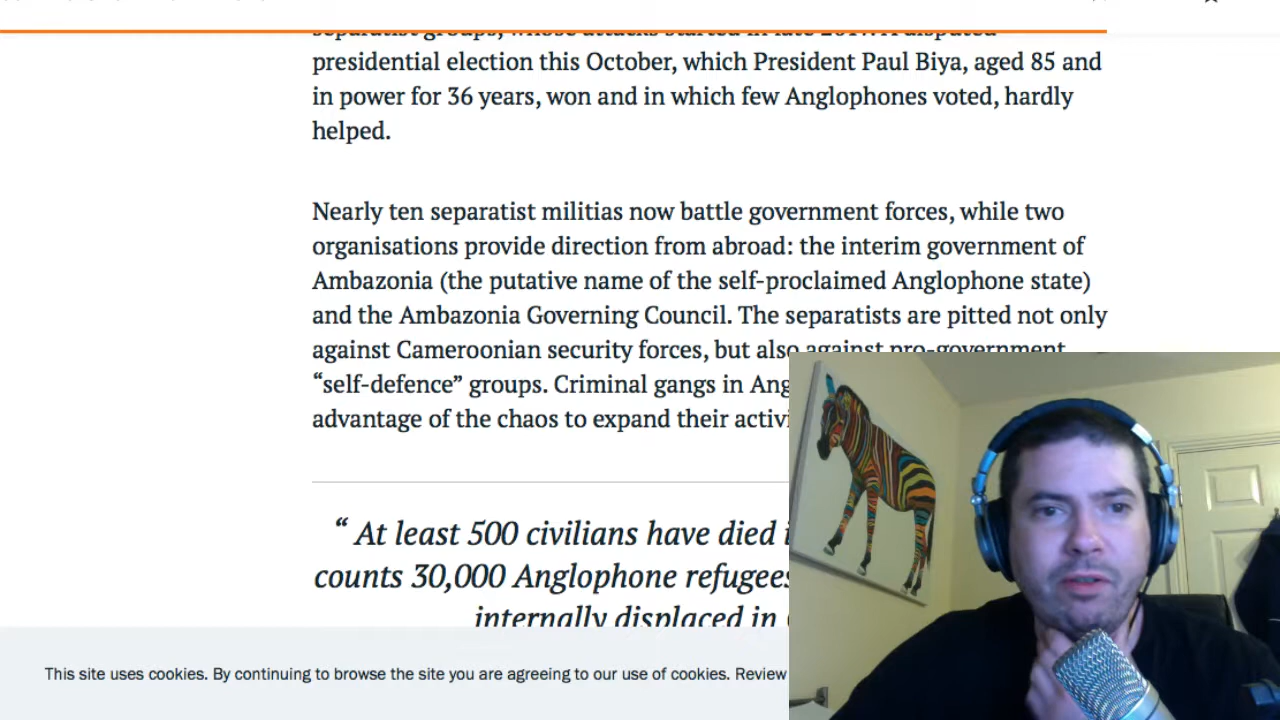 presidential election this October, which President Paul Biya, aged 85 and
in power for 36 years, won and in which few Anglophones voted, hardly
helped.
Nearly ten separatist militias now battle government forces, while two
organisations provide direction from abroad: the interim government of
Ambazonia (the putative name of the self-proclaimed Anglophone state)
and the Ambazonia Governing Council. The separatists are pitted not only
against Cameroonian security forces, but also against pro-government
“self-defence” groups. Criminal gangs in
advantage of the chaos to expand their
“ At least 500 civilians have died
counts 30,000 Anglophone refugees
internally displaced in
This site uses cookies. By continuing to browse the site you are agreeing to our use of cookies. Review